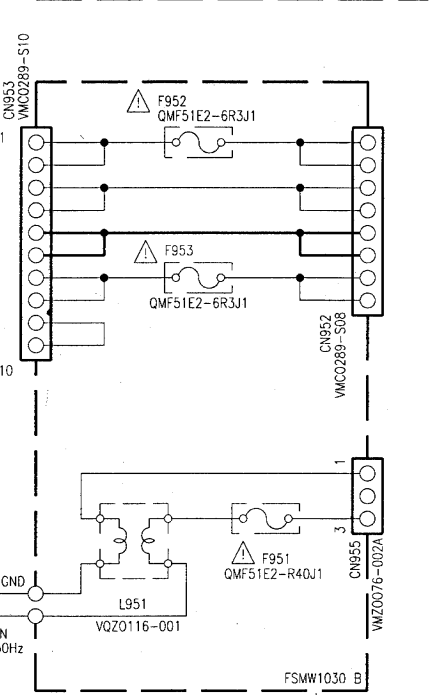 CN953
VMC0289-S10
1
F952
QMF51E2-6R3J1
F953
QMF51E2-6R3J1
CN952
VMC0289-S08
10
1
3
F951
QMF51E2-R40J1
CN955
VMZ0076-002A
GND
L951
VQZ0116-001
N
60Hz
FSMW1030 B